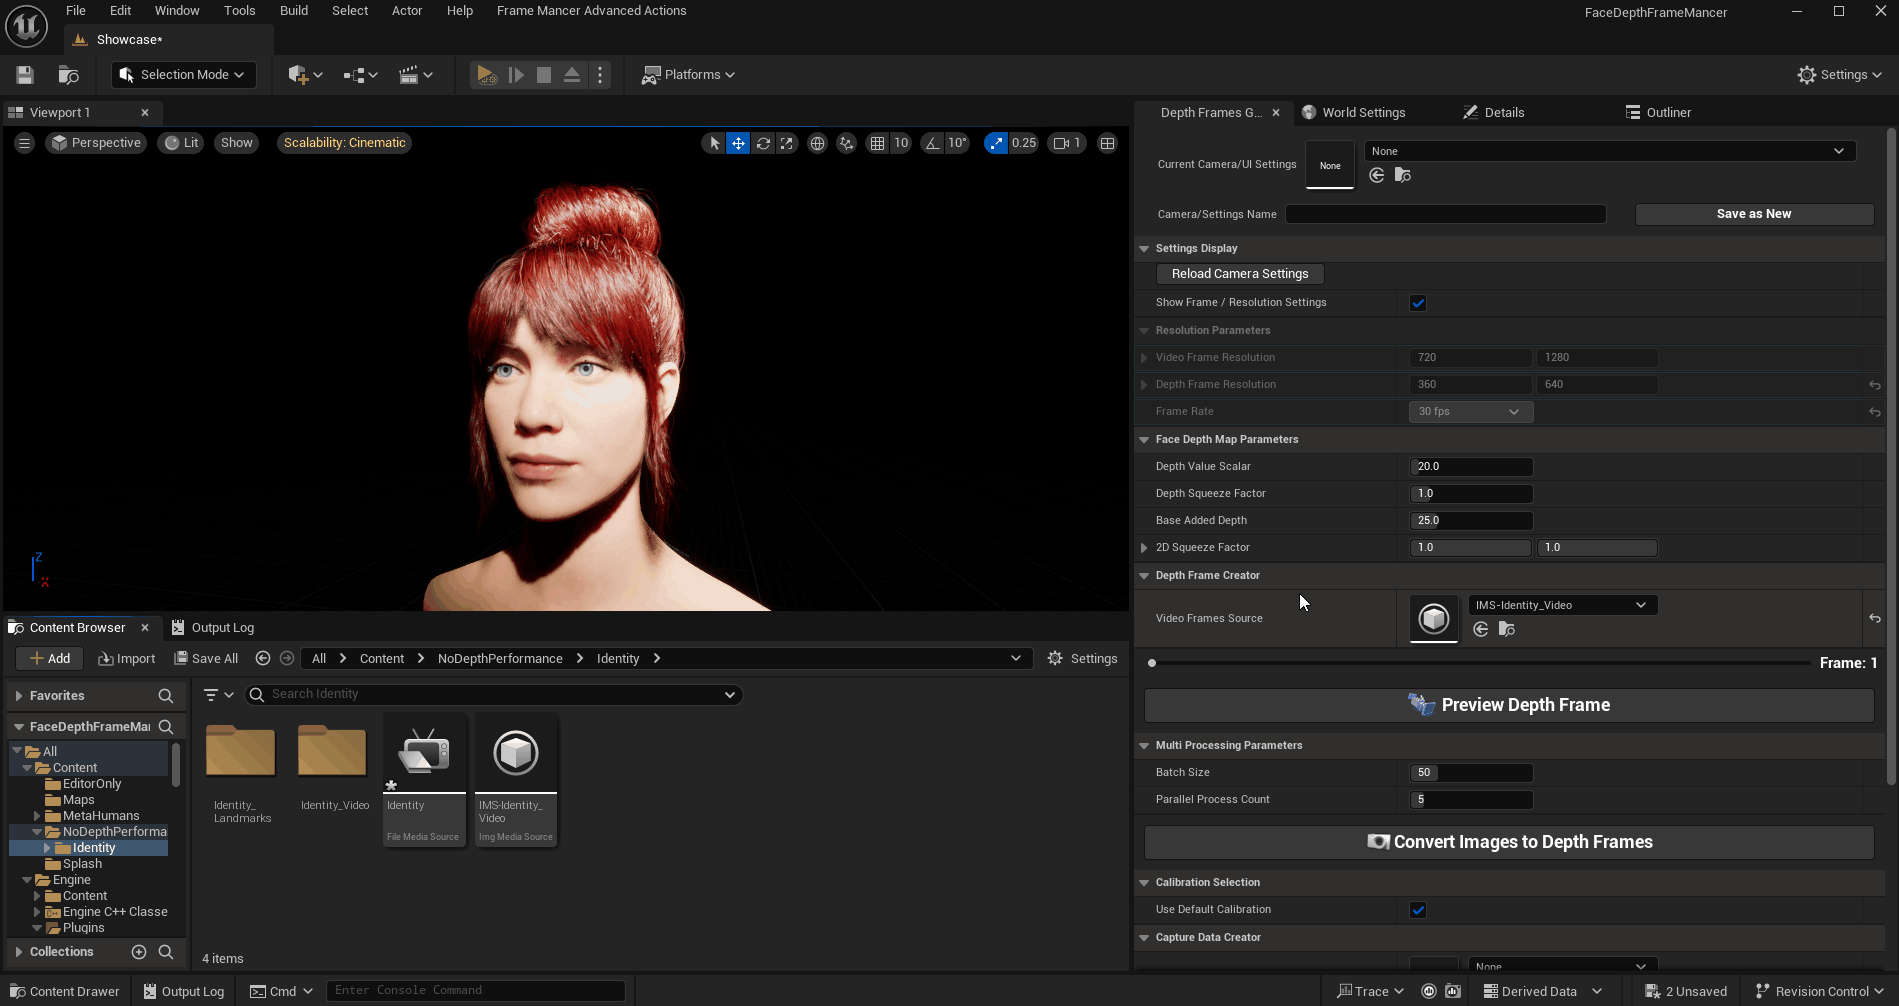 File Edit Window Tools Build Select Actor Help Frame Mancer Advanced Actions
FaceDepthFrameMancer
Showcase*
Selection Mode
Platforms
Settings
Viewport 1
Perspective
Lit
Show
Scalability: Cinematic
10
10°
0.25
1
Z
X
Depth Frames G...
World Settings
Details
Outliner
Current Camera/UI Settings
None
None
Camera/Settings Name
Save as New
Settings Display
Reload Camera Settings
Show Frame / Resolution Settings
Resolution Parameters
Video Frame Resolution 720 1280
Depth Frame Resolution 360 640
Frame Rate 30 fps
Face Depth Map Parameters
Depth Value Scalar 20.0
Depth Squeeze Factor 1.0
Base Added Depth 25.0
2D Squeeze Factor 1.0 1.0
Depth Frame Creator
Video Frames Source IMS-Identity_Video
Frame: 1
Preview Depth Frame
Multi Processing Parameters
Batch Size 50
Parallel Process Count 5
Convert Images to Depth Frames
Calibration Selection
Use Default Calibration
Capture Data Creator
None
Content Browser
Output Log
Add
Import
Save All
All
Content
NoDepthPerformance
Identity
Settings
Favorites
Search Identity
FaceDepthFrameMa
All
Content
EditorOnly
Maps
MetaHumans
NoDepthPerforma
Identity
Splash
Engine
Content
Engine C++ Classe
Plugins
Collections
Identity_
Landmarks
Identity_Video
Identity
File Media Source
IMS-Identity_
Video
Img Media Source
4 items
Content Drawer
Output Log
Cmd
Enter Console Command
Trace
Derived Data
2 Unsaved
Revision Control